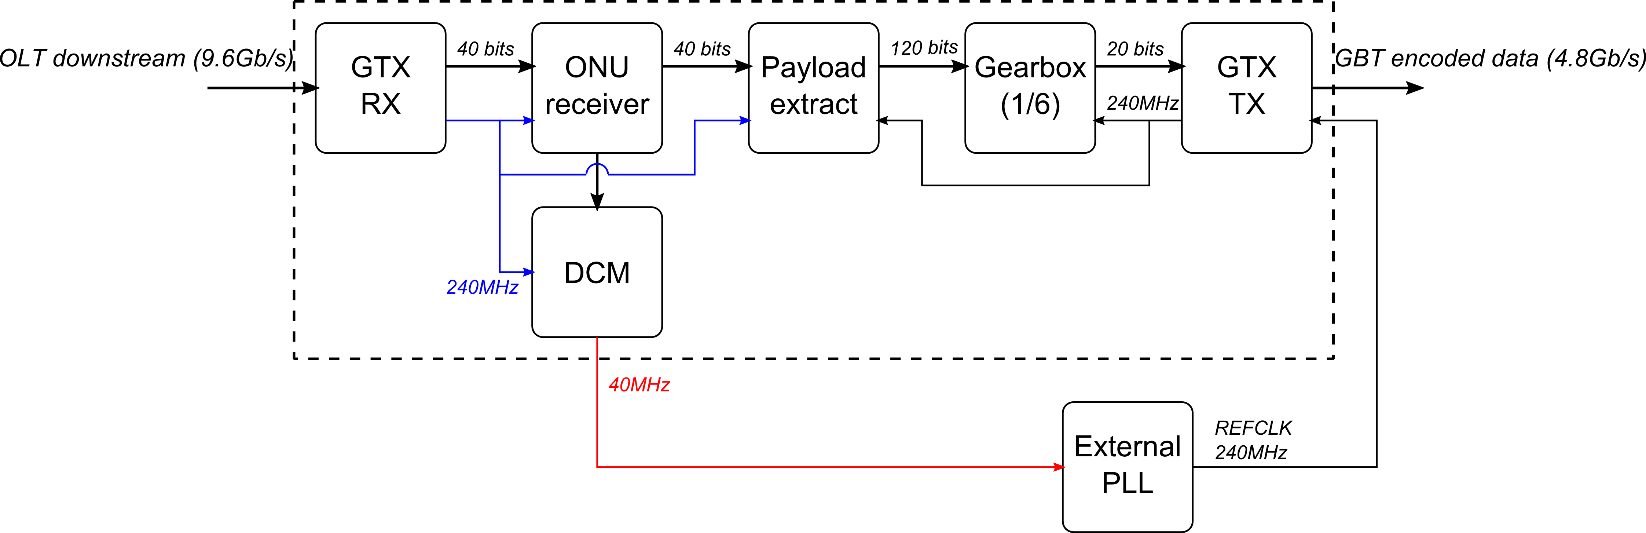 OLT downstream (9.6Gb/s)
GTX
RX
40 bits
ONU
receiver
40 bits
Payload
extract
120 bits
Gearbox
(1/6)
20 bits
240MHz
GTX
TX
GBT encoded data (4.8Gb/s)
DCM
240MHz
40MHz
External
PLL
REFCLK
240MHz